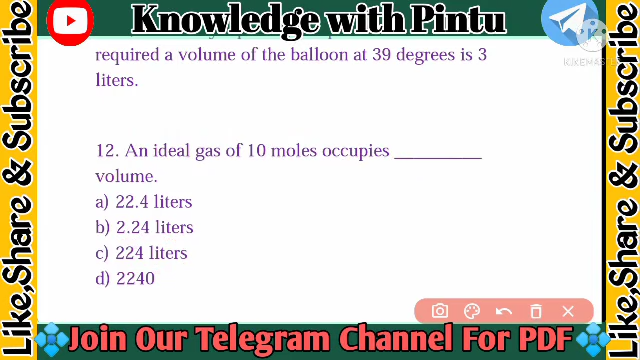 Knowledge with Pintu
required a volume of the balloon at 39 degrees is 3
liters.
12. An ideal gas of 10 moles occupies __________
volume.
a) 22.4 liters
b) 2.24 liters
c) 224 liters
d) 2240
Like,Share & Subscribe
Like,Share & Subscribe
Join Our Telegram Channel For PDF